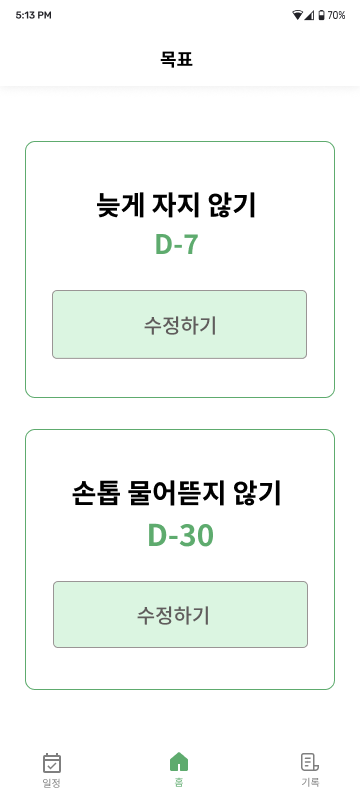 5:13 PM 70%
목표
늦게 자지 않기
D-7
수정하기
손톱 물어뜯지 않기
D-30
수정하기
일정 홈 기록